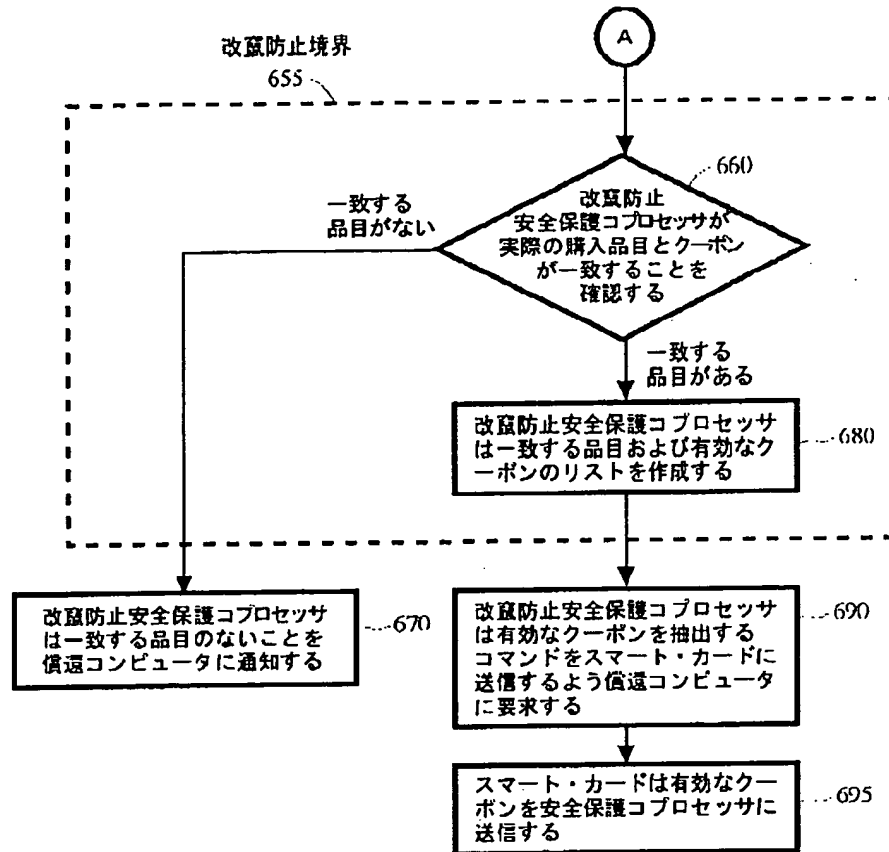 A
改竄防止境界
655
660
改竄防止
安全保護コプロセッサが
実際の購入品目とクーポン
が一致することを
確認する
一致する
品目がない
一致する
品目がある
改竄防止安全保護コプロセッサ
は一致する品目および有効なク
ーポンのリストを作成する
680
改竄防止安全保護コプロセッサ
は一致する品目のないことを
償還コンピュータに通知する
670
改竄防止安全保護コプロセッサ
は有効なクーポンを抽出する
コマンドをスマート・カードに
送信するよう償還コンピュータ
に要求する
690
スマート・カードは有効なクー
ポンを安全保護コプロセッサに
送信する
695